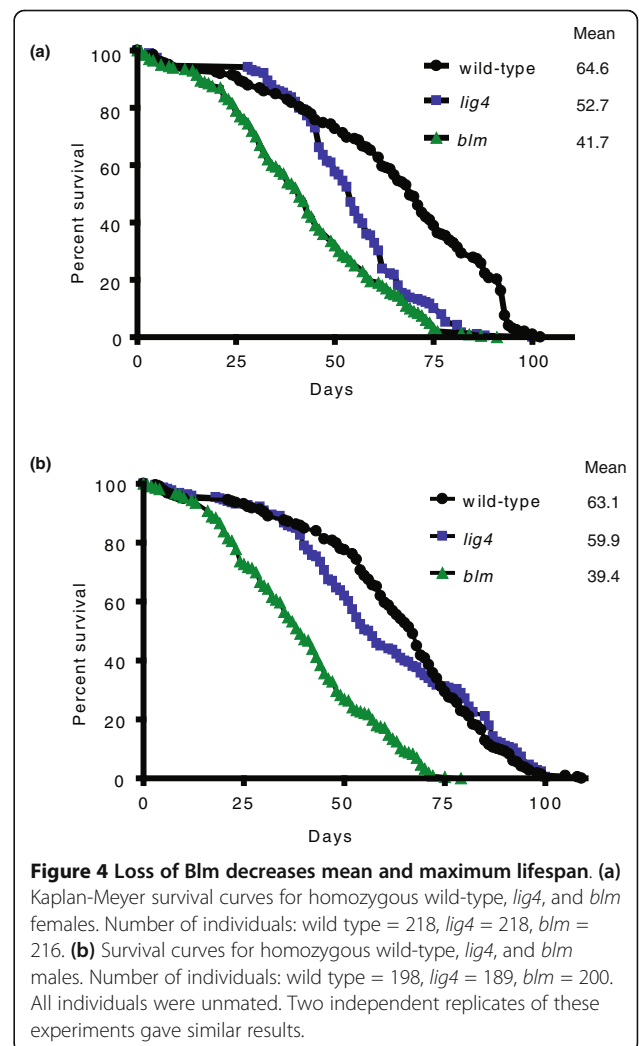 (a)
Mean
wild-type 64.6
lig4 52.7
blm 41.7
Percent survival
100
80
60
40
20
0
0 25 50 75 100
Days
(b)
Mean
wild-type 63.1
lig4 59.9
blm 39.4
Percent survival
100
80
60
40
20
0
0 25 50 75 100
Days
Figure 4 Loss of Blm decreases mean and maximum lifespan. (a)
Kaplan-Meyer survival curves for homozygous wild-type, lig4, and blm
females. Number of individuals: wild type = 218, lig4 = 218, blm =
216. (b) Survival curves for homozygous wild-type, lig4, and blm
males. Number of individuals: wild type = 198, lig4 = 189, blm = 200.
All individuals were unmated. Two independent replicates of these
experiments gave similar results.